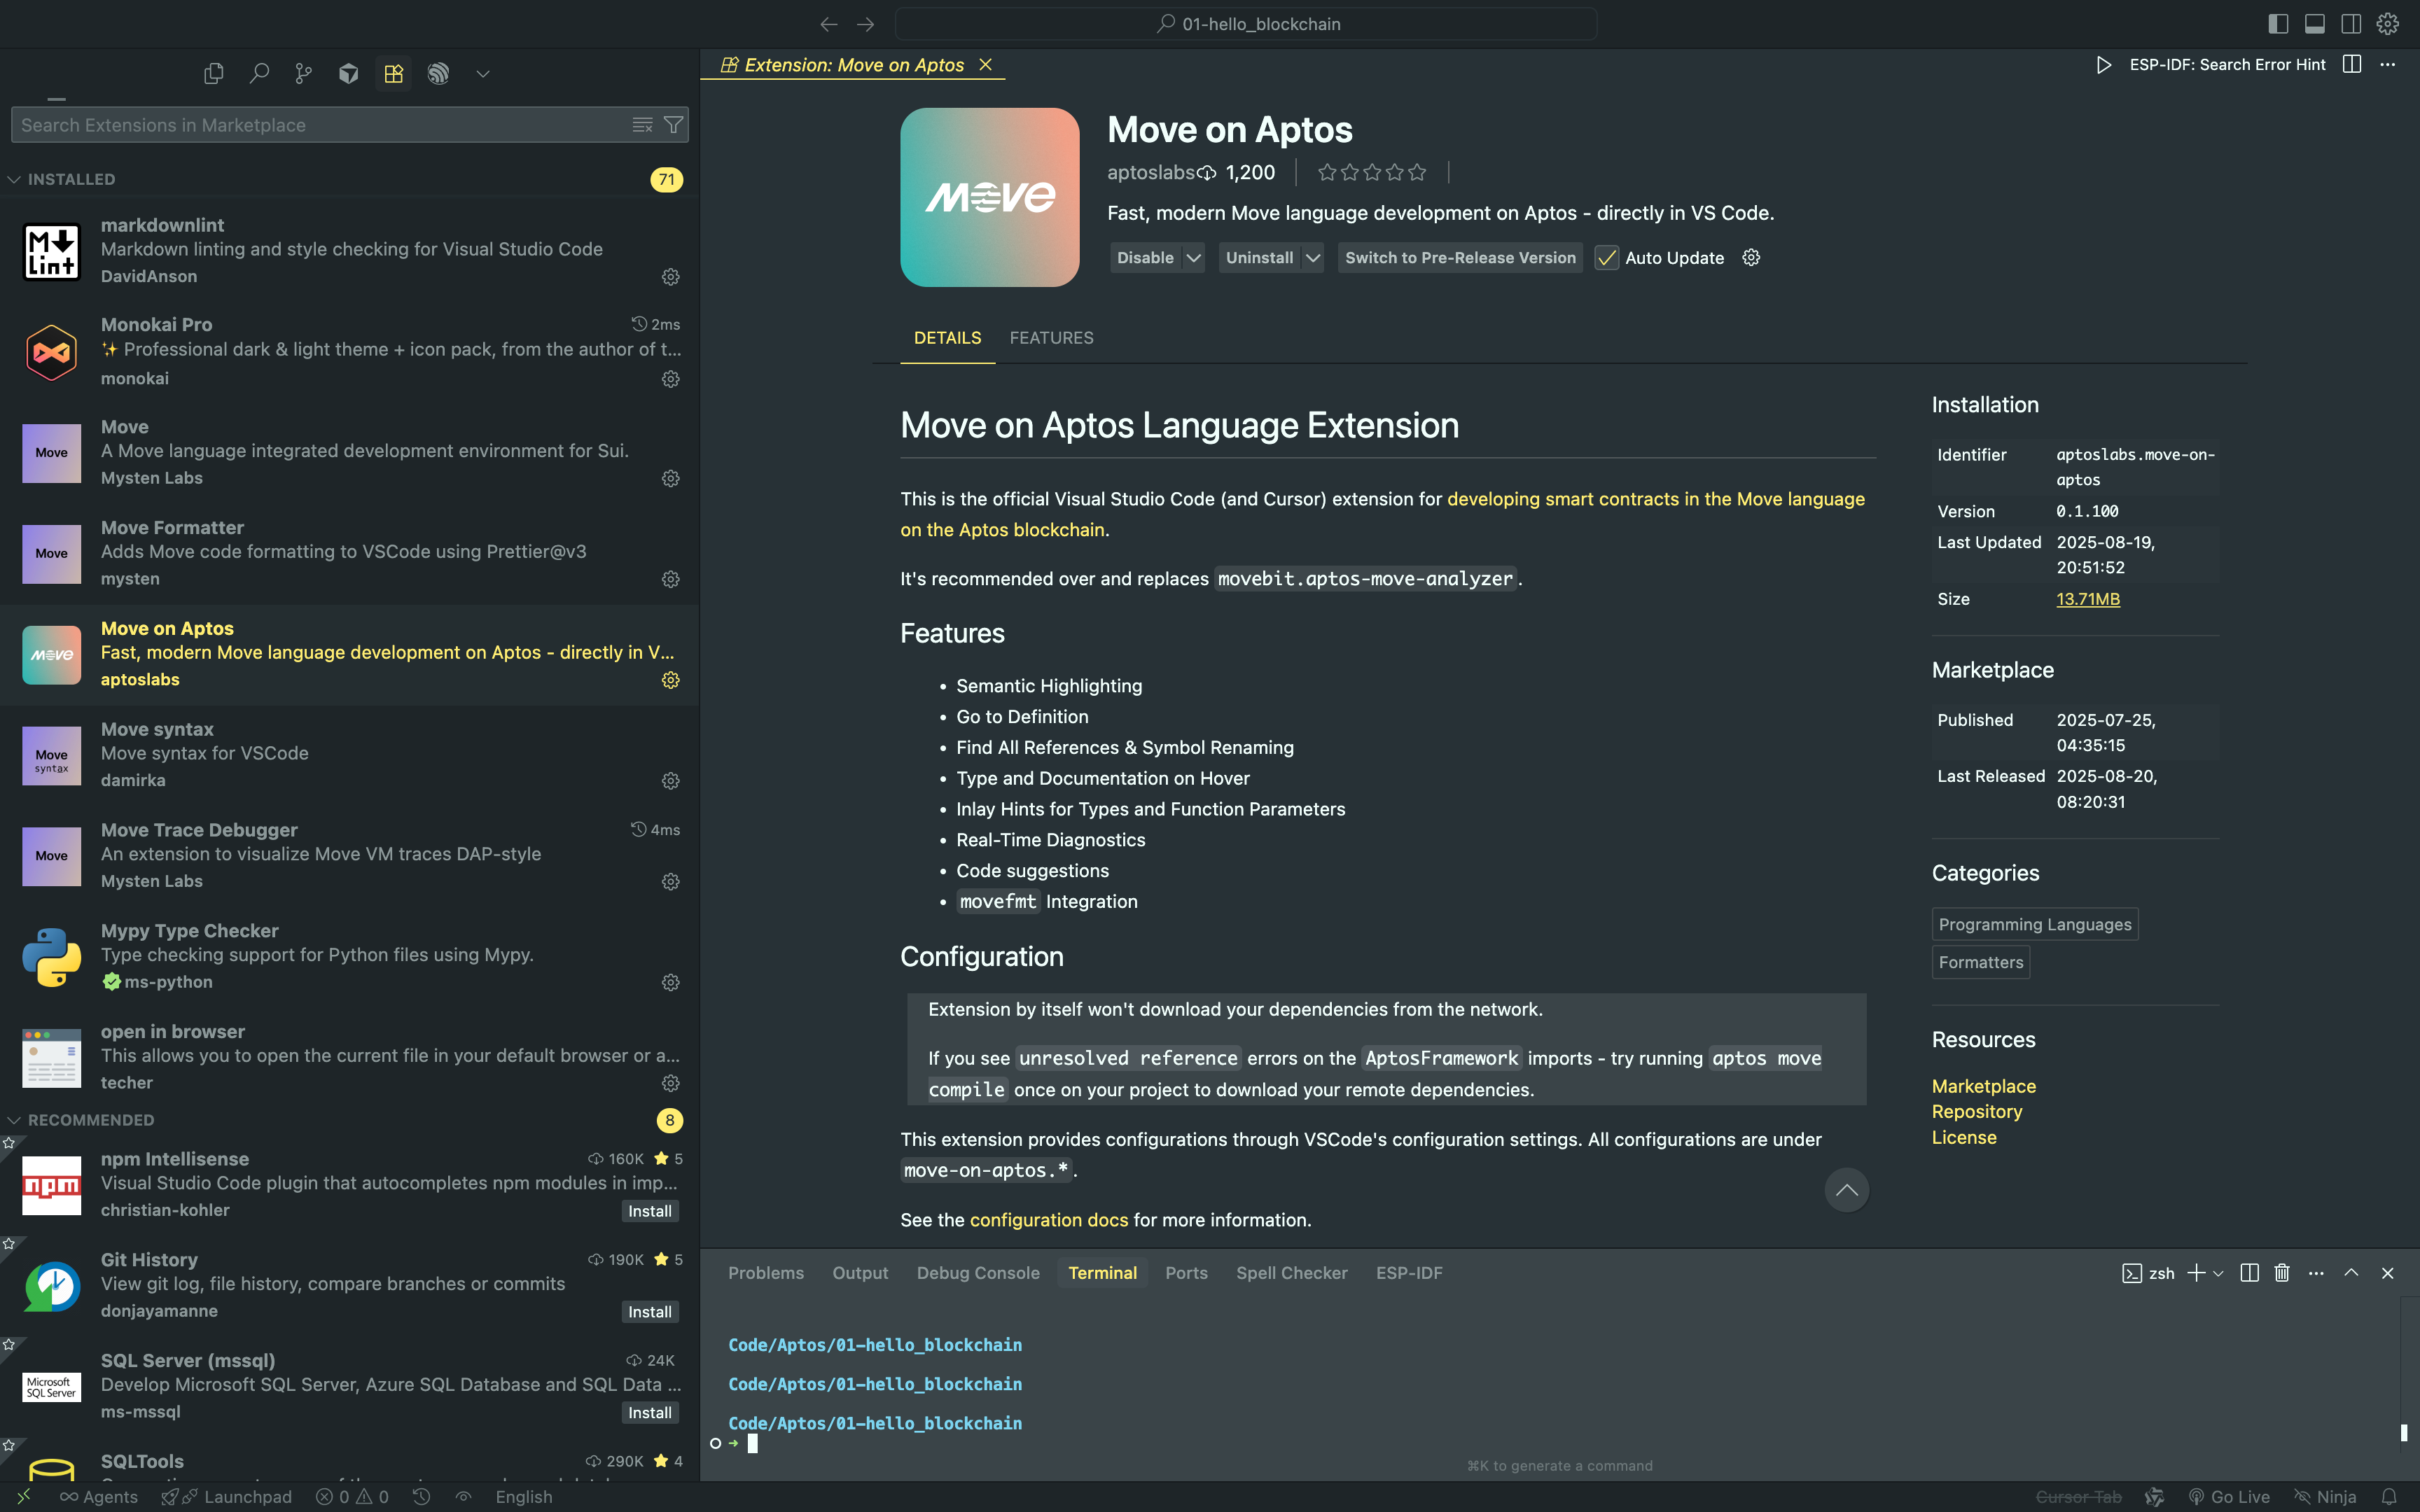 01-hello_blockchain
Search Extensions in Marketplace
INSTALLED
71
M
Lint
markdownlint
Markdown linting and style checking for Visual Studio Code
DavidAnson
Monokai Pro
2ms
✨ Professional dark & light theme + icon pack, from the author of t...
monokai
Move
Move
A Move language integrated development environment for Sui.
Mysten Labs
Move
Move Formatter
Adds Move code formatting to VSCode using Prettier@v3
mysten
MOVE
Move on Aptos
Fast, modern Move language development on Aptos - directly in V...
aptoslabs
Move
syntax
Move syntax
Move syntax for VSCode
damirka
Move
Move Trace Debugger
4ms
An extension to visualize Move VM traces DAP-style
Mysten Labs
Mypy Type Checker
Type checking support for Python files using Mypy.
ms-python
open in browser
This allows you to open the current file in your default browser or a...
techer
RECOMMENDED
8
npm
npm Intellisense
160K ★ 5
Visual Studio Code plugin that autocompletes npm modules in imp...
christian-kohler
Install
Git History
190K ★ 5
View git log, file history, compare branches or commits
donjayamanne
Install
Microsoft
SQL Server
SQL Server (mssql)
24K
Develop Microsoft SQL Server, Azure SQL Database and SQL Data ...
ms-mssql
Install
SQLTools
290K ★ 4
Extension: Move on Aptos
ESP-IDF: Search Error Hint
MOVE
Move on Aptos
aptoslabs 1,200
Fast, modern Move language development on Aptos - directly in VS Code.
Disable Uninstall Switch to Pre-Release Version Auto Update
DETAILS FEATURES
Move on Aptos Language Extension
This is the official Visual Studio Code (and Cursor) extension for developing smart contracts in the Move language
on the Aptos blockchain.
It's recommended over and replaces movebit.aptos-move-analyzer.
Features
• Semantic Highlighting
• Go to Definition
• Find All References & Symbol Renaming
• Type and Documentation on Hover
• Inlay Hints for Types and Function Parameters
• Real-Time Diagnostics
• Code suggestions
• movefmt Integration
Configuration
Extension by itself won't download your dependencies from the network.
If you see unresolved reference errors on the AptosFramework imports - try running aptos move
compile once on your project to download your remote dependencies.
This extension provides configurations through VSCode's configuration settings. All configurations are under
move-on-aptos.*.
See the configuration docs for more information.
Installation
Identifier aptoslabs.move-on-
aptos
Version 0.1.100
Last Updated 2025-08-19,
20:51:52
Size 13.71MB
Marketplace
Published 2025-07-25,
04:35:15
Last Released 2025-08-20,
08:20:31
Categories
Programming Languages
Formatters
Resources
Marketplace
Repository
License
Problems Output Debug Console Terminal Ports Spell Checker ESP-IDF
zsh
Code/Aptos/01-hello_blockchain
Code/Aptos/01-hello_blockchain
Code/Aptos/01-hello_blockchain
➜
⌘K to generate a command
Agents Launchpad 0 0 English
Cursor Tab Go Live Ninja